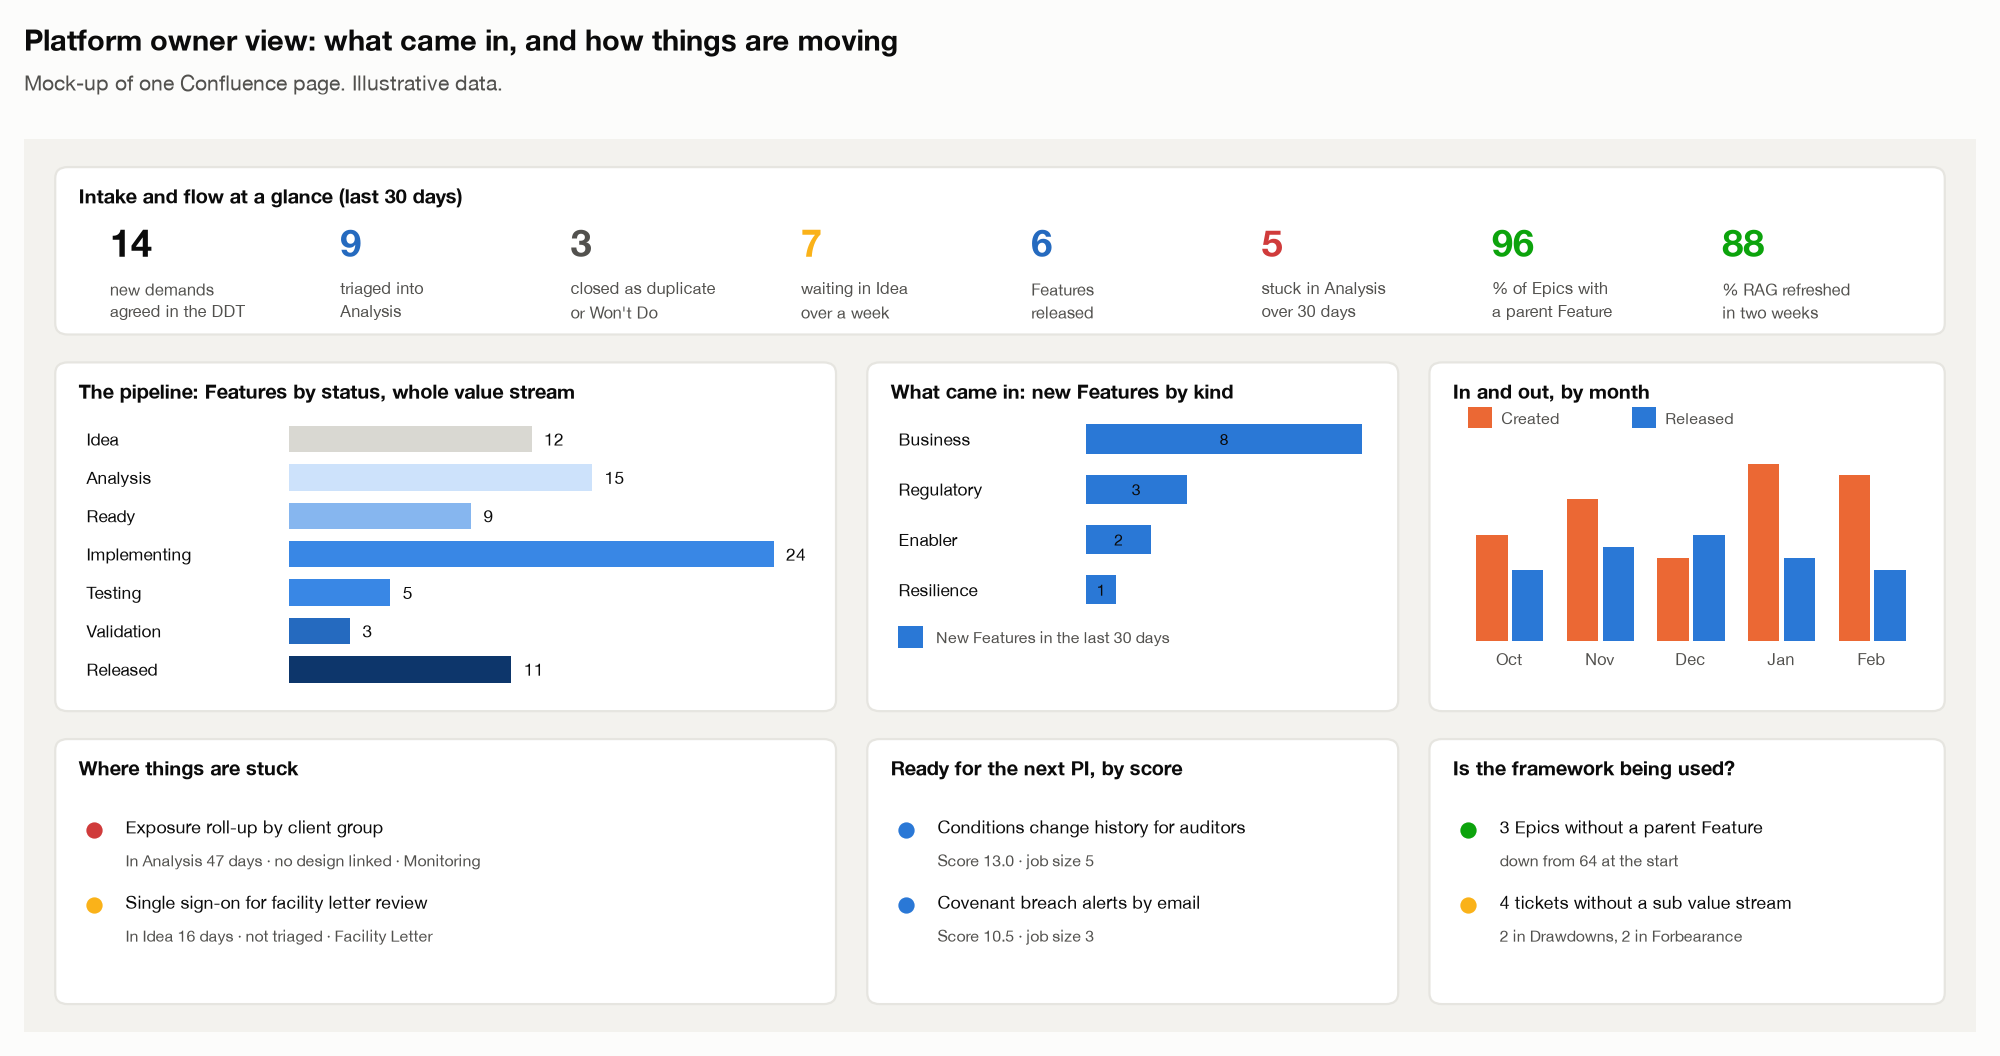 Platform owner view: what came in, and how things are moving
Mock-up of one Confluence page. Illustrative data.
Intake and flow at a glance (last 30 days)
14
new demands
agreed in the DDT
9
triaged into
Analysis
3
closed as duplicate
or Won't Do
7
waiting in Idea
over a week
6
Features
released
5
stuck in Analysis
over 30 days
96
% of Epics with
a parent Feature
88
% RAG refreshed
in two weeks
The pipeline: Features by status, whole value stream
Idea 12
Analysis 15
Ready 9
Implementing 24
Testing 5
Validation 3
Released 11
What came in: new Features by kind
Business 8
Regulatory 3
Enabler 2
Resilience 1
New Features in the last 30 days
In and out, by month
Created Released
Oct Nov Dec Jan Feb
Where things are stuck
Exposure roll-up by client group
In Analysis 47 days · no design linked · Monitoring
Single sign-on for facility letter review
In Idea 16 days · not triaged · Facility Letter
Ready for the next PI, by score
Conditions change history for auditors
Score 13.0 · job size 5
Covenant breach alerts by email
Score 10.5 · job size 3
Is the framework being used?
3 Epics without a parent Feature
down from 64 at the start
4 tickets without a sub value stream
2 in Drawdowns, 2 in Forbearance